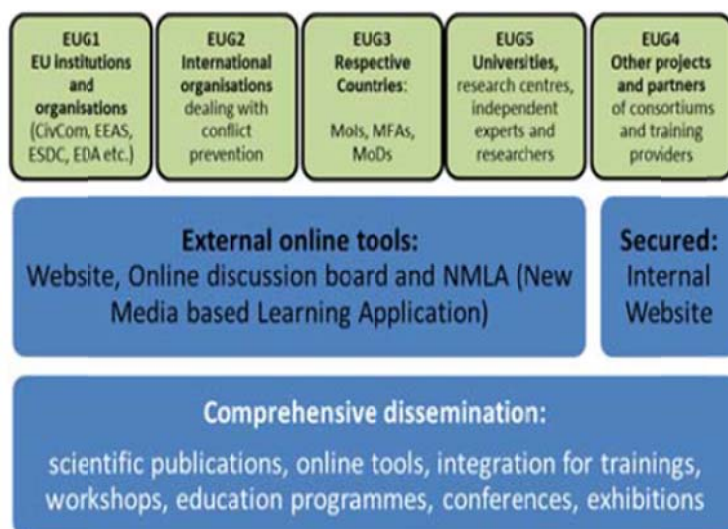 EUG1
EU institutions
and
organisations
(CivCom, EEAS,
ESDC, EDA etc.)
EUG2
International
organisations
dealing with
conflict
prevention
EUG3
Respective
Countries:
MoIs, MFAs,
MoDs
EUG5
Universities,
research centres,
independent
experts and
researchers
EUG4
Other projects
and partners
of consortiums
and training
providers
External online tools:
Website, Online discussion board and NMLA (New
Media based Learning Application)
Secured:
Internal
Website
Comprehensive dissemination:
scientific publications, online tools, integration for trainings,
workshops, education programmes, conferences, exhibitions